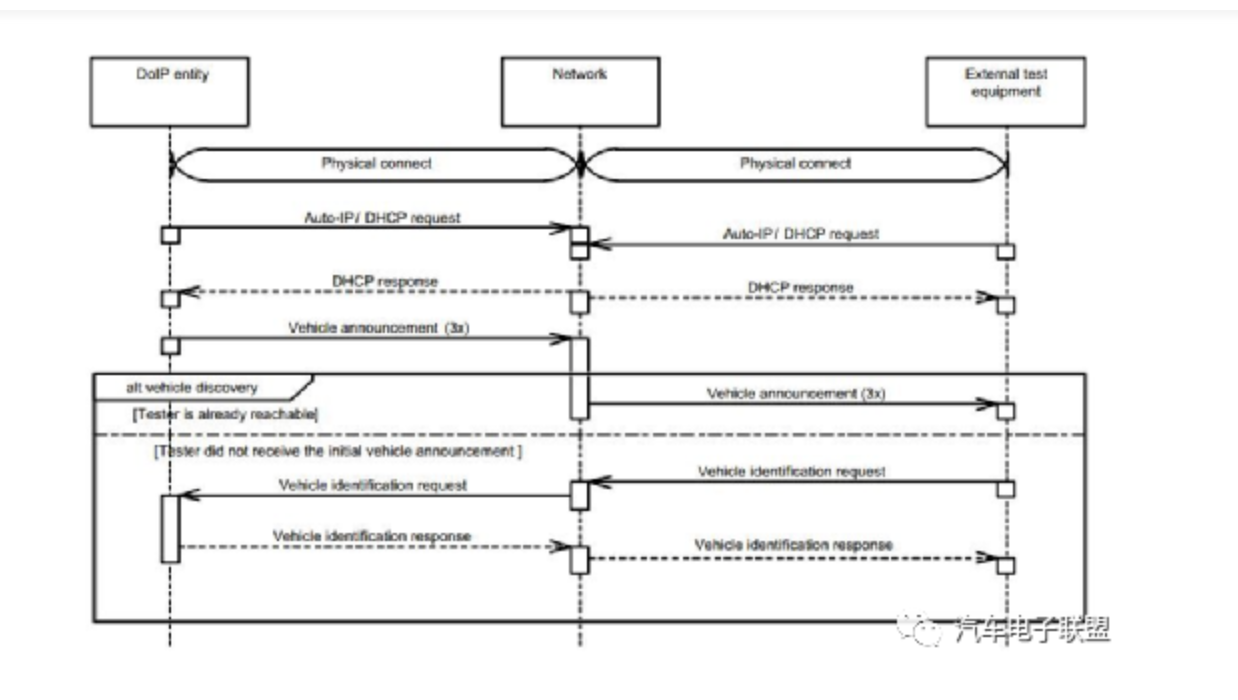 DoIP entity
Network
External test
equipment
Physical connect
Physical connect
Auto-IP/ DHCP request
Auto-IP/ DHCP request
DHCP response
DHCP response
Vehicle announcement (3x)
alt vehicle discovery
Vehicle announcement (3x)
[Tester is already reachable]
[Tester did not receive the initial vehicle announcement ]
Vehicle identification request
Vehicle identification request
Vehicle identification response
Vehicle identification response
汽车电子联盟